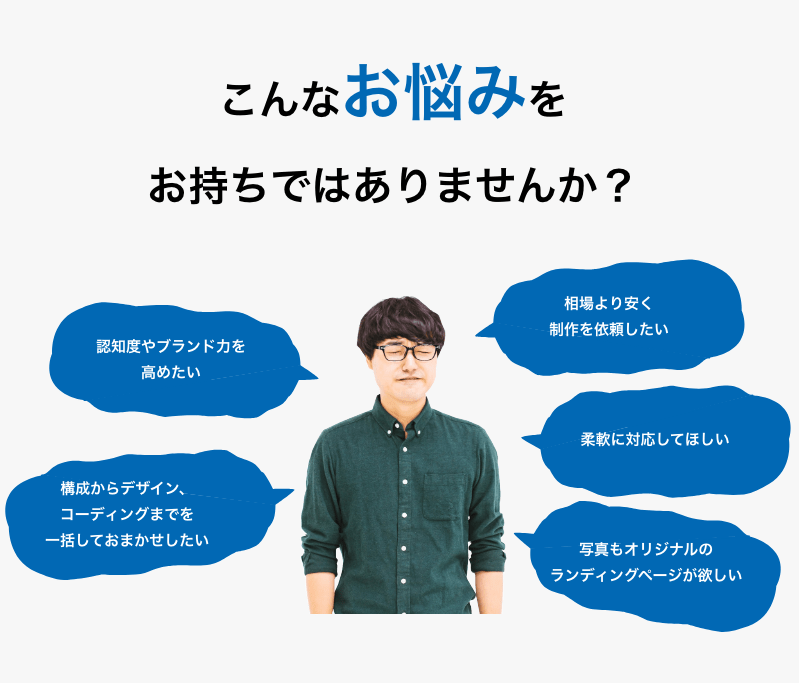 こんなお悩みを
お持ちではありませんか？
認知度やブランド力を
高めたい
相場より安く
制作を依頼したい
柔軟に対応してほしい
構成からデザイン、
コーディングまでを
一括しておまかせしたい
写真もオリジナルの
ランディングページが欲しい